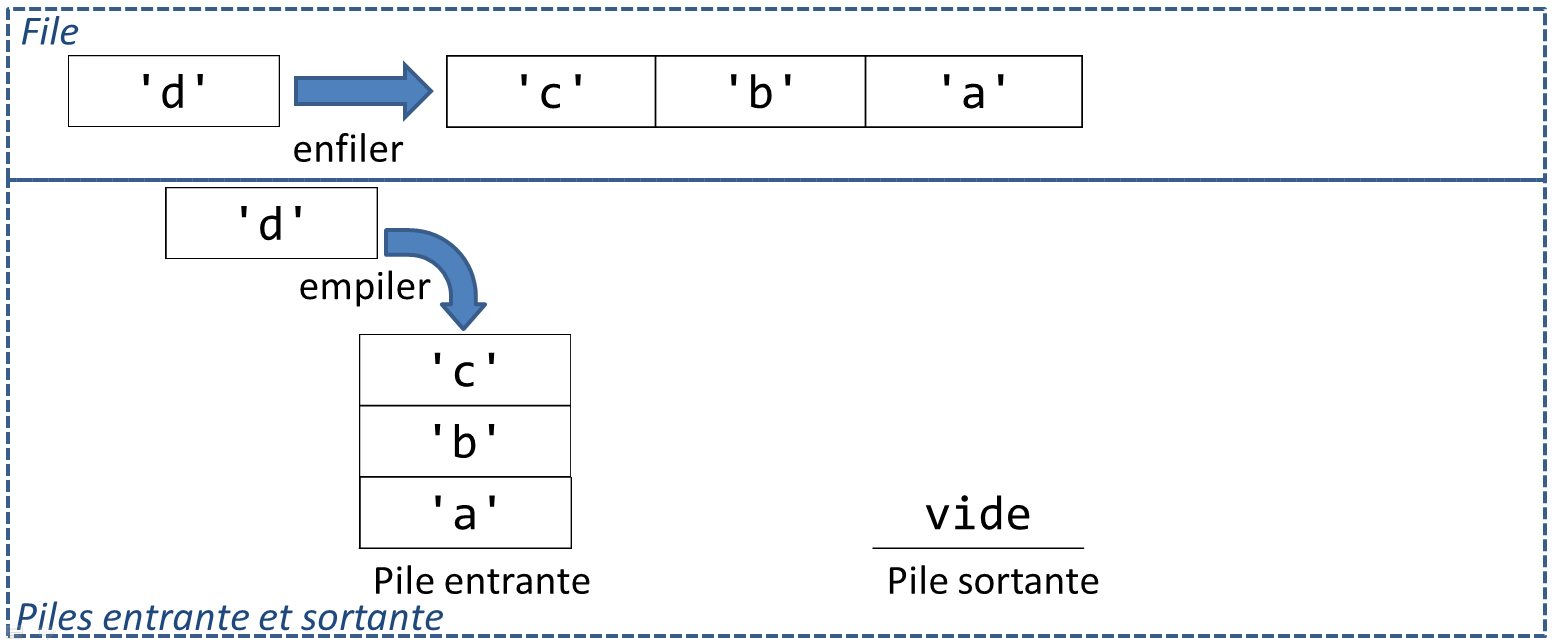 File
'd' 'c' 'b' 'a'
enfiler
'd'
empiler
'c'
'b'
'a'
vide
Pile entrante Pile sortante
Piles entrante et sortante